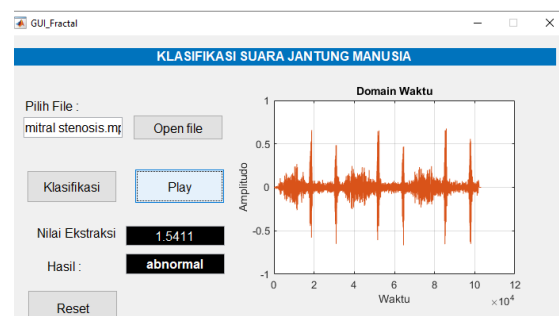 GUI_Fractal
KLASIFIKASI SUARA JANTUNG MANUSIA
Pilih File :
mitral stenosis.mp
Open file
Klasifikasi
Play
Nilai Ekstraksi
1.5411
Hasil :
abnormal
Reset
Domain Waktu
1
0.5
0
-0.5
-1
Amplitudo
0 2 4 6 8 10 12
Waktu
×10^4